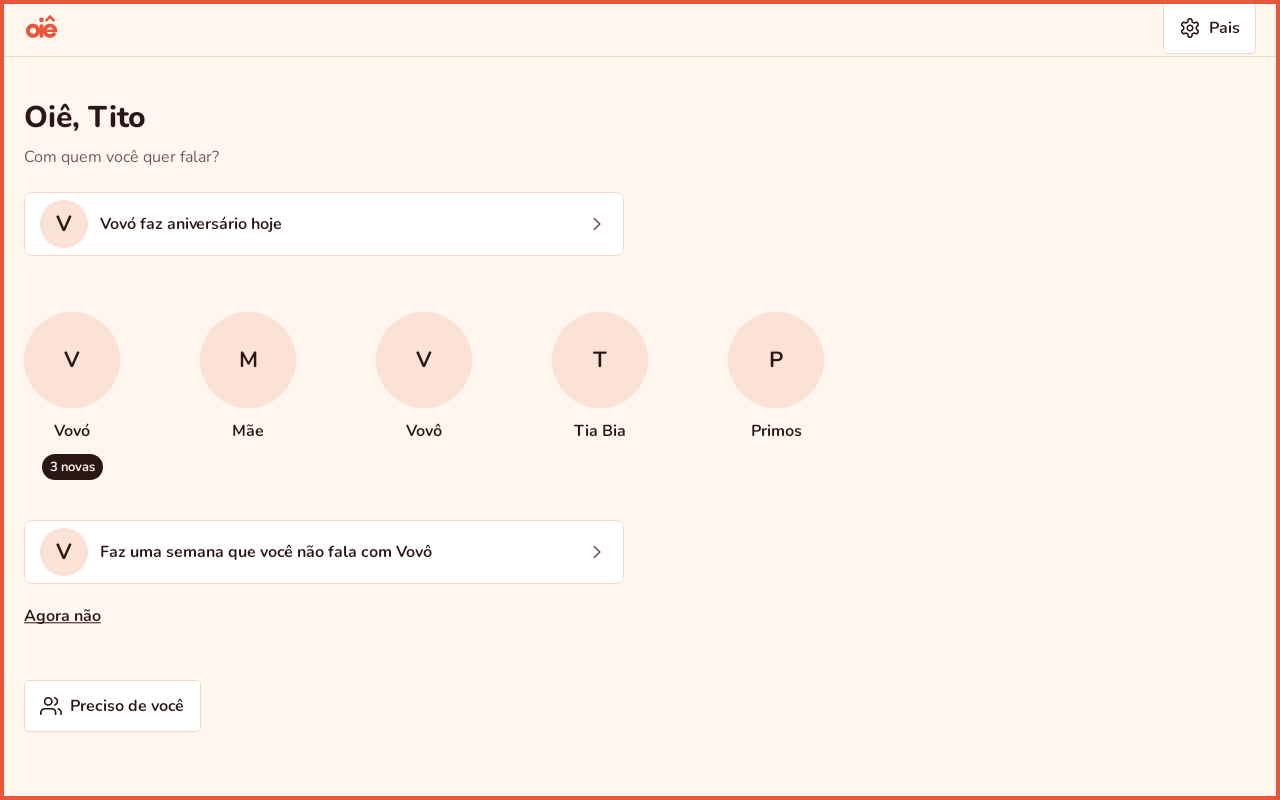 oiê
Pais
Oiê, Tito
Com quem você quer falar?
V
Vovó faz aniversário hoje
V
M
V
T
P
Vovó
Mãe
Vovô
Tia Bia
Primos
3 novas
V
Faz uma semana que você não fala com Vovô
Agora não
Preciso de você